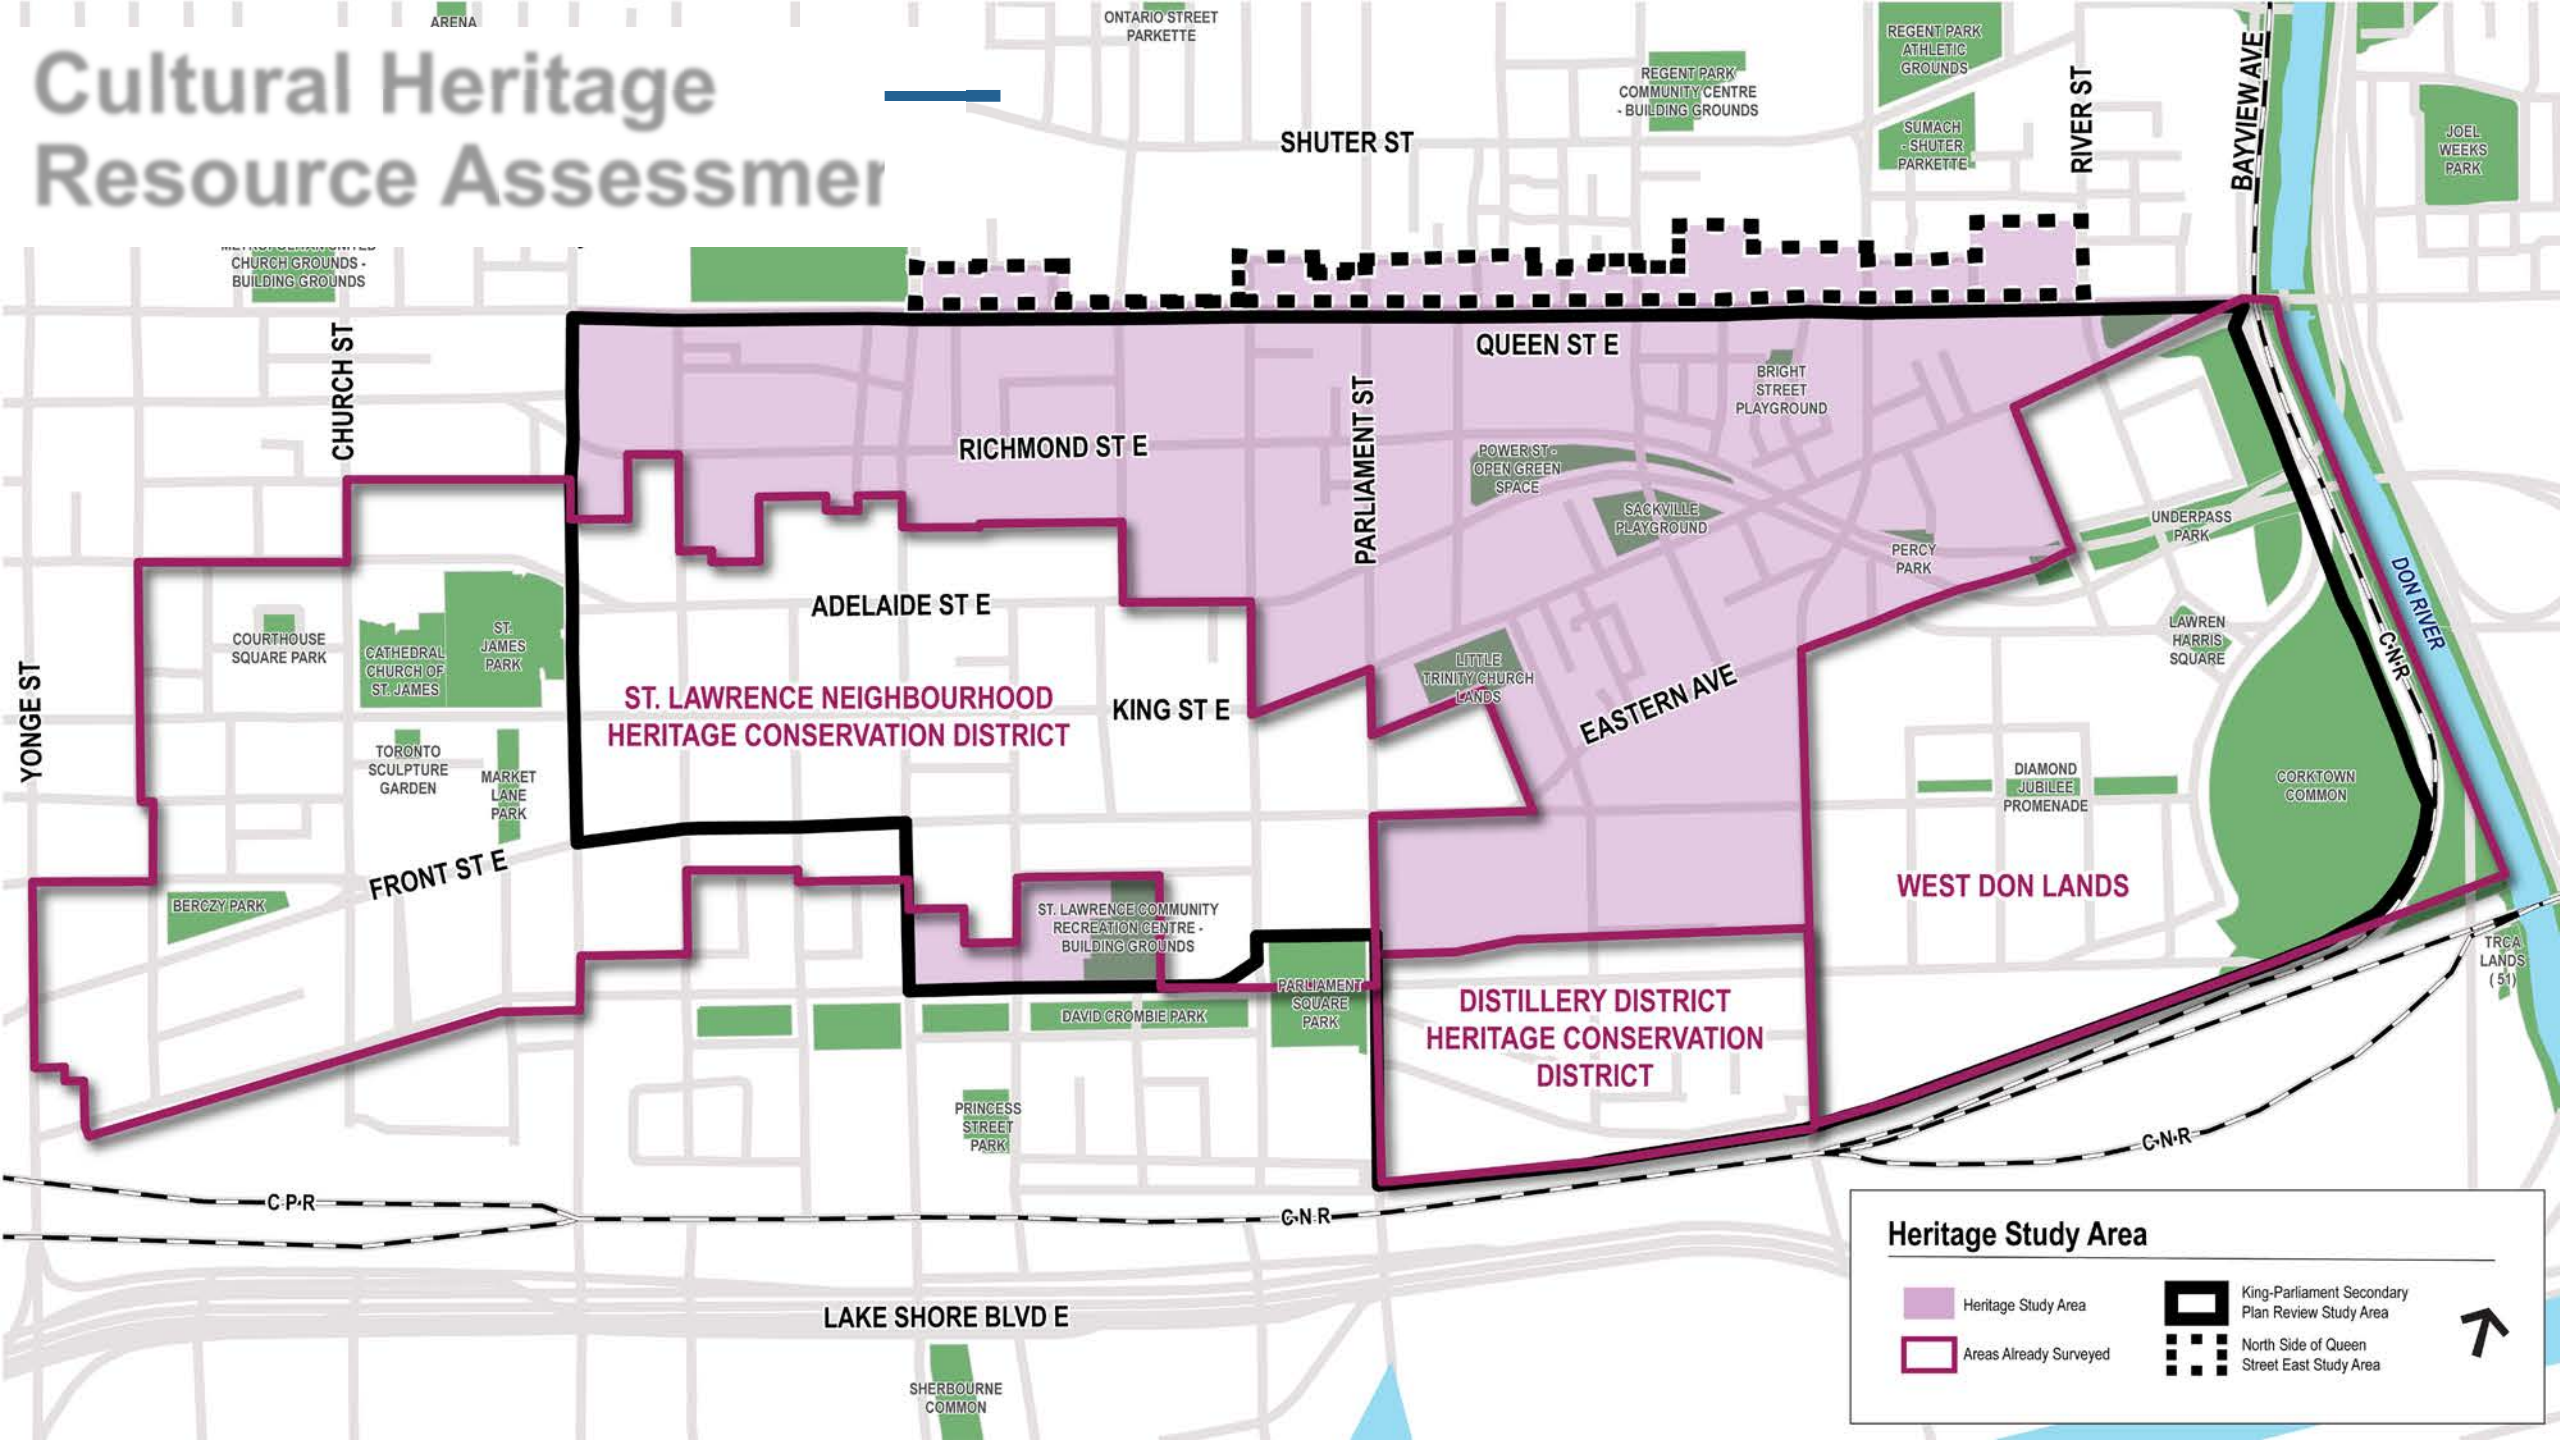 ARENA
ONTARIO STREET
PARKETTE
REGENT PARK
ATHLETIC
GROUNDS
Cultural Heritage
Resource
REGENT PARK
COMMUNITY CENTRE
- BUILDING GROUNDS
SHUTER ST
SUMACH
- SHUTER
PARKETTE
RIVER ST
BAYVIEW AVE
JOEL
WEEKS
PARK
CHURCH GROUNDS -
BUILDING GROUNDS
CHURCH ST
QUEEN ST E
BRIGHT
STREET
PLAYGROUND
RICHMOND ST E
PARLIAMENT ST
POWER ST -
OPEN GREEN
SPACE
SACKVILLE
PLAYGROUND
UNDERPASS
PARK
PERCY
PARK
DON RIVER
ADELAIDE ST E
COURTHOUSE
SQUARE PARK
CATHEDRAL
CHURCH OF
ST. JAMES
ST.
JAMES
PARK
LAWREN
HARRIS
SQUARE
C-N-R
LITTLE
TRINITY CHURCH
LANDS
YONGE ST
ST. LAWRENCE NEIGHBOURHOOD
HERITAGE CONSERVATION DISTRICT
KING ST E
EASTERN AVE
TORONTO
SCULPTURE
GARDEN
MARKET
LANE
PARK
DIAMOND
JUBILEE
PROMENADE
CORKTOWN
COMMON
FRONT ST E
WEST DON LANDS
BERCZY PARK
ST. LAWRENCE COMMUNITY
RECREATION CENTRE -
BUILDING GROUNDS
TRCA
LANDS
(51)
PARLIAMENT
SQUARE
PARK
DAVID CROMBIE PARK
DISTILLERY DISTRICT
HERITAGE CONSERVATION
DISTRICT
PRINCESS
STREET
PARK
C-N-R
C P-R
C-N R
LAKE SHORE BLVD E
SHERBOURNE
COMMON
Heritage Study Area
Heritage Study Area
Areas Already Surveyed
King-Parliament Secondary
Plan Review Study Area
North Side of Queen
Street East Study Area